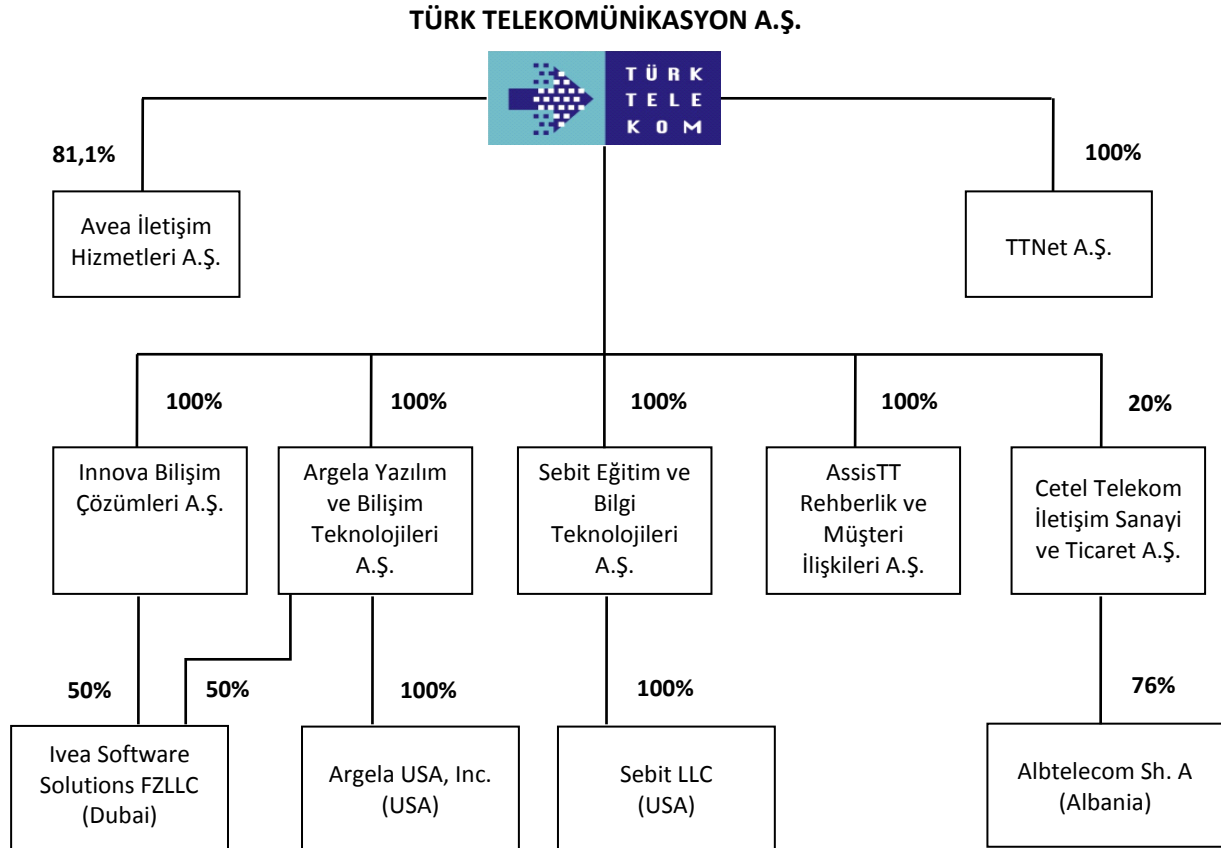 TÜRK TELEKOMÜNİKASYON A.Ş.
TÜRK
TELE
KOM
81,1%
100%
Avea İletişim
Hizmetleri A.Ş.
TTNet A.Ş.
100%
100%
100%
100%
20%
Innova Bilişim
Çözümleri A.Ş.
Argela Yazılım
ve Bilişim
Teknolojileri
A.Ş.
Sebit Eğitim ve
Bilgi
Teknolojileri
A.Ş.
AssisTT
Rehberlik ve
Müşteri
İlişkileri A.Ş.
Cetel Telekom
İletişim Sanayi
ve Ticaret A.Ş.
50%
50%
100%
100%
76%
Ivea Software
Solutions FZLLC
(Dubai)
Argela USA, Inc.
(USA)
Sebit LLC
(USA)
Albtelecom Sh. A
(Albania)